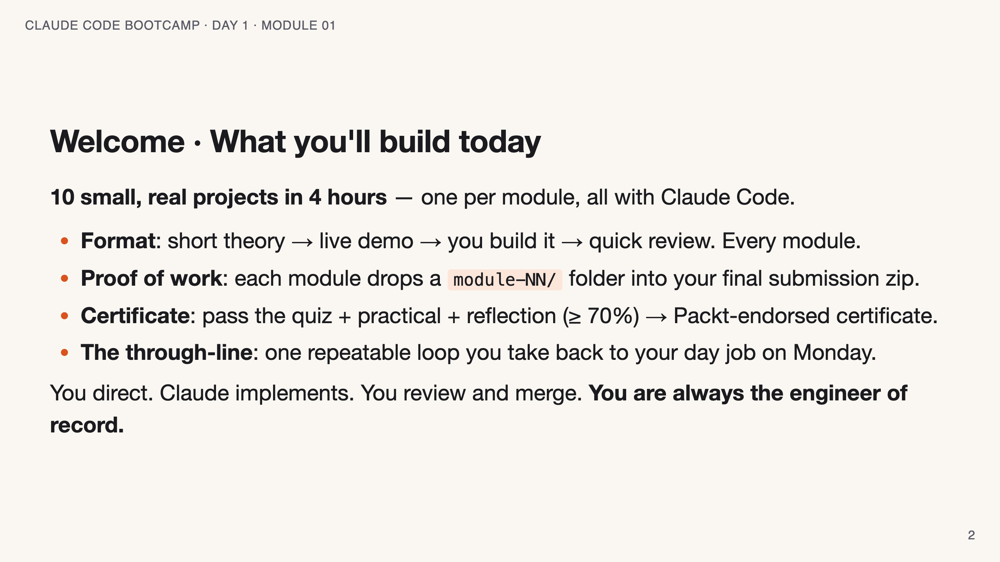 CLAUDE CODE BOOTCAMP · DAY 1 · MODULE 01
Welcome · What you'll build today
10 small, real projects in 4 hours — one per module, all with Claude Code.
• Format: short theory → live demo → you build it → quick review. Every module.
• Proof of work: each module drops a module-NN/ folder into your final submission zip.
• Certificate: pass the quiz + practical + reflection (≥ 70%) → Packt-endorsed certificate.
• The through-line: one repeatable loop you take back to your day job on Monday.
You direct. Claude implements. You review and merge. You are always the engineer of
record.
2